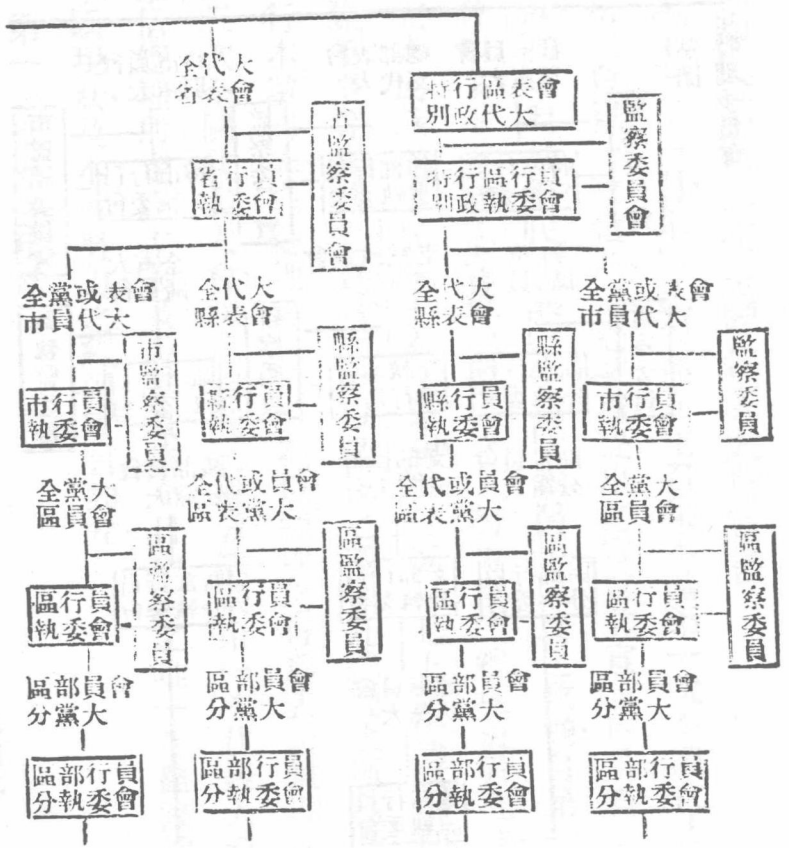 全省代表大會
特別行政區代表大會
省監察委員會
監察委員會
省執行委員會
特別行政區執行委員會
全市黨員或代表大會
全縣代表大會
全縣代表大會
全市黨員或代表大會
市監察委員
縣監察委員
縣監察委員
監察委員
市執行委員會
縣執行委員會
縣執行委員會
市執行委員會
全區黨員大會
全區代表或黨員大會
全區代表或黨員大會
全區黨員大會
區監察委員
區監察委員
區監察委員
區監察委員
區執行委員會
區執行委員會
區執行委員會
區執行委員會
區分部黨員大會
區分部黨員大會
區分部黨員大會
區分部黨員大會
區分部執行委員會
區分部執行委員會
區分部執行委員會
區分部執行委員會